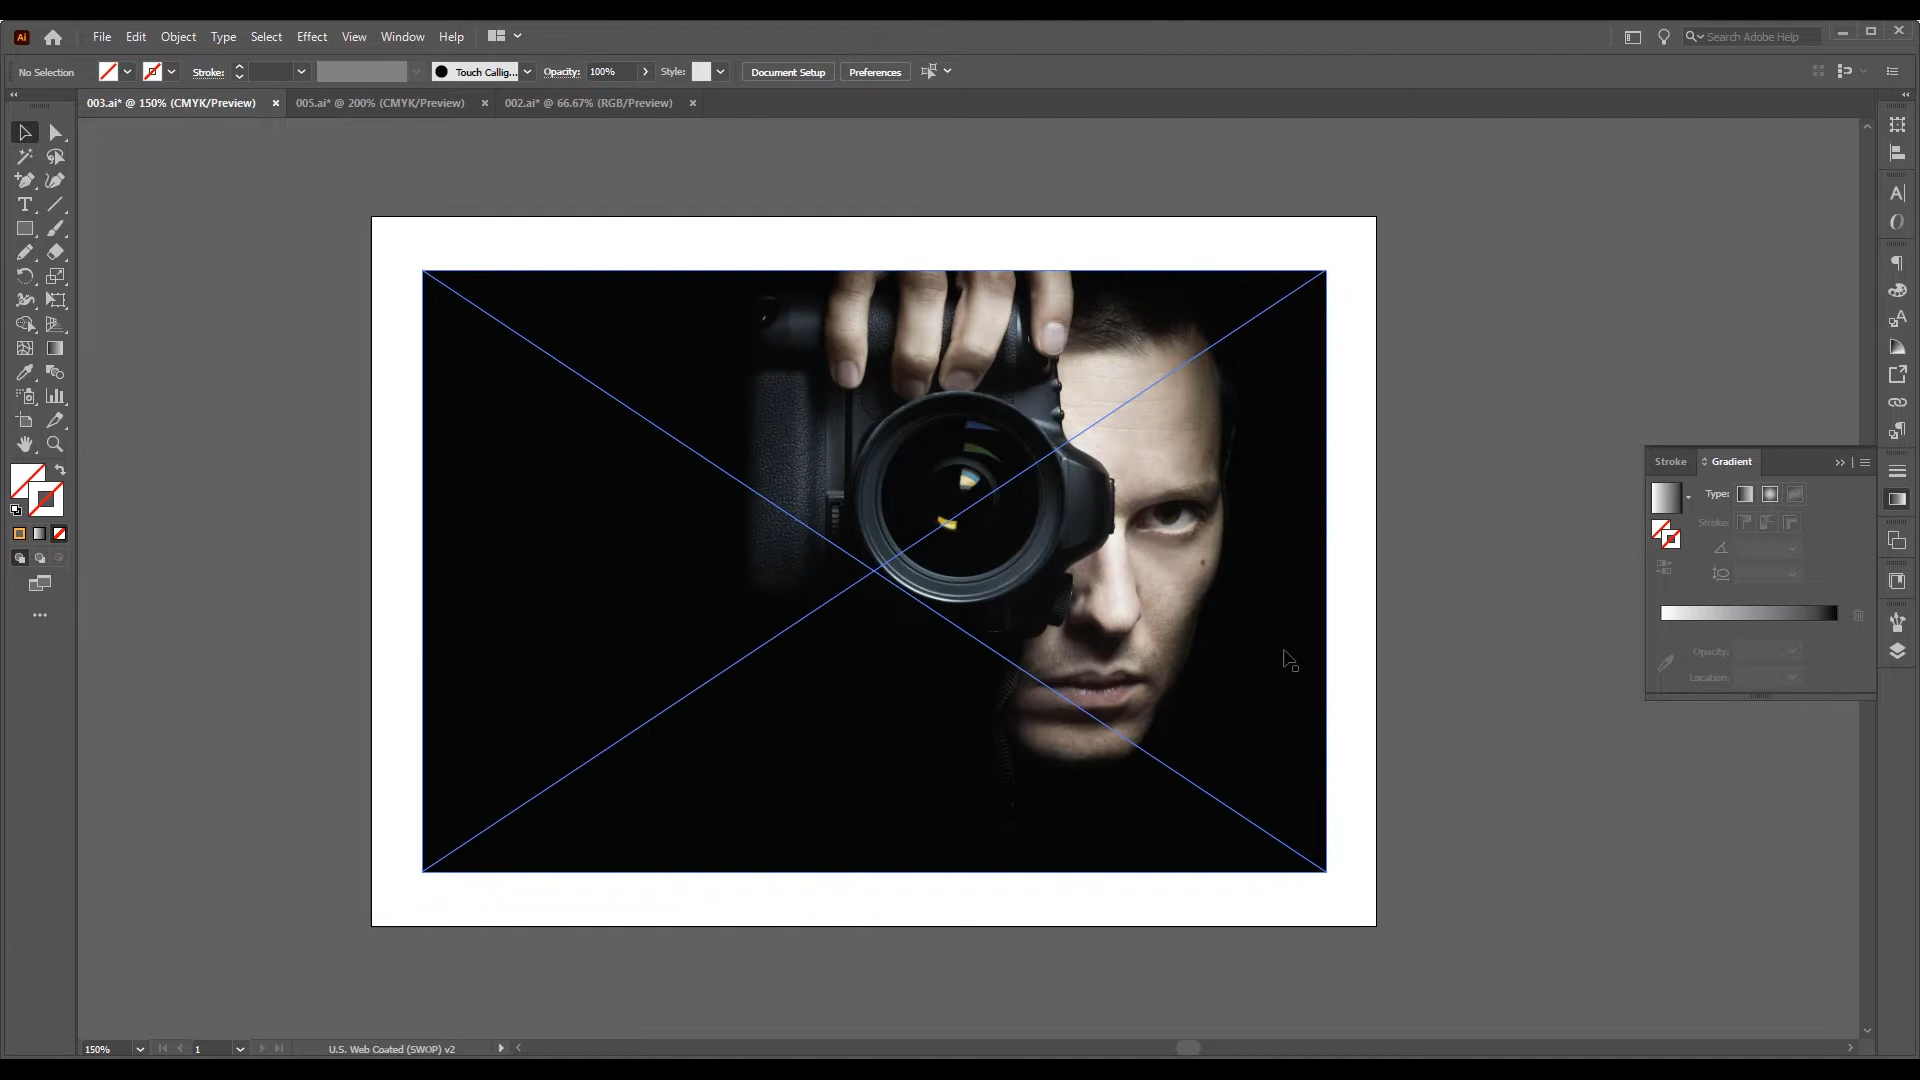 Ai File Edit Object Type Select Effect View Window Help Search Adobe Help
No Selection Stroke: Touch Callig... Opacity: 100% Style: Document Setup Preferences
003.ai* @ 150% (CMYK/Preview) 005.ai* @ 200% (CMYK/Preview) 002.ai* @ 66.67% (RGB/Preview)
Stroke Gradient
Type:
Stroke:
Opacity:
Location:
150% 1 U.S. Web Coated (SWOP) v2